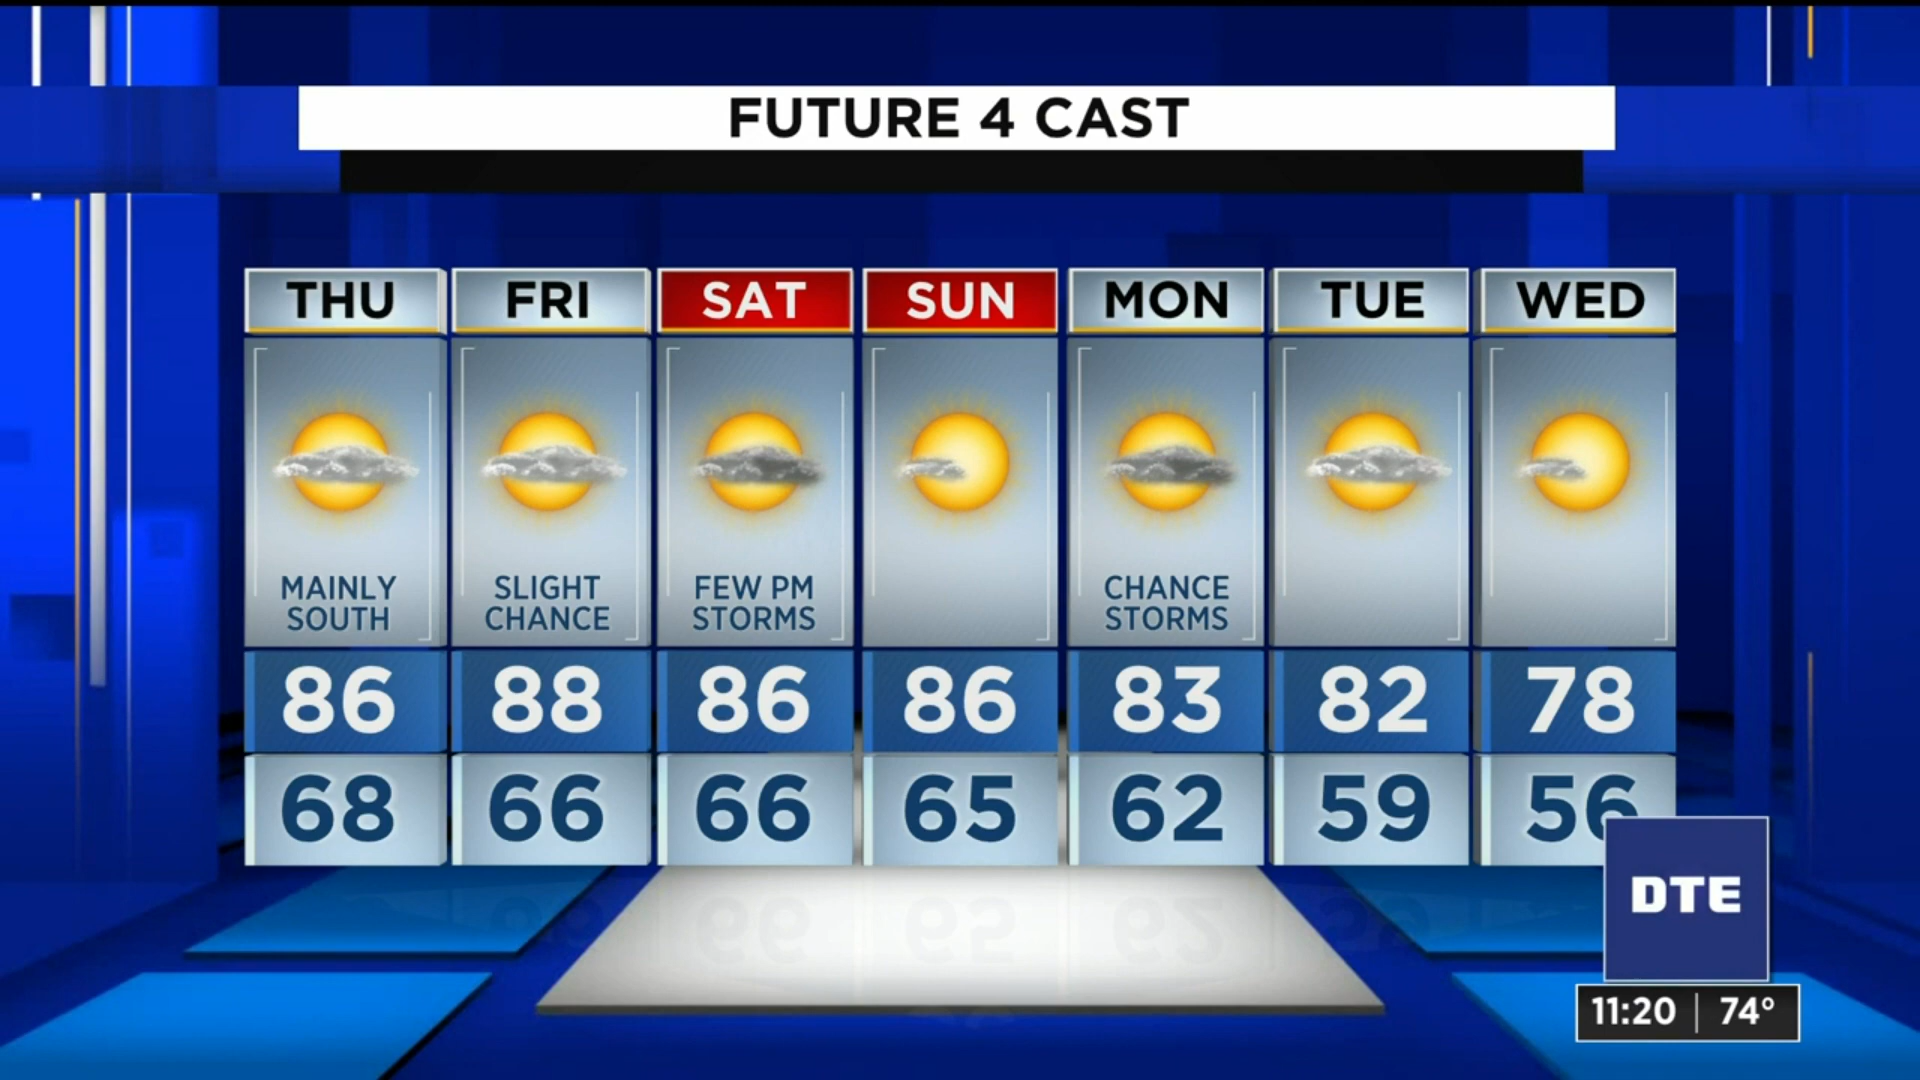 FUTURE 4 CAST
THU FRI SAT SUN MON TUE WED
MAINLY SOUTH
SLIGHT CHANCE
FEW PM STORMS
CHANCE STORMS
86 88 86 86 83 82 78
68 66 66 65 62 59 56
DTE
11:20 74°